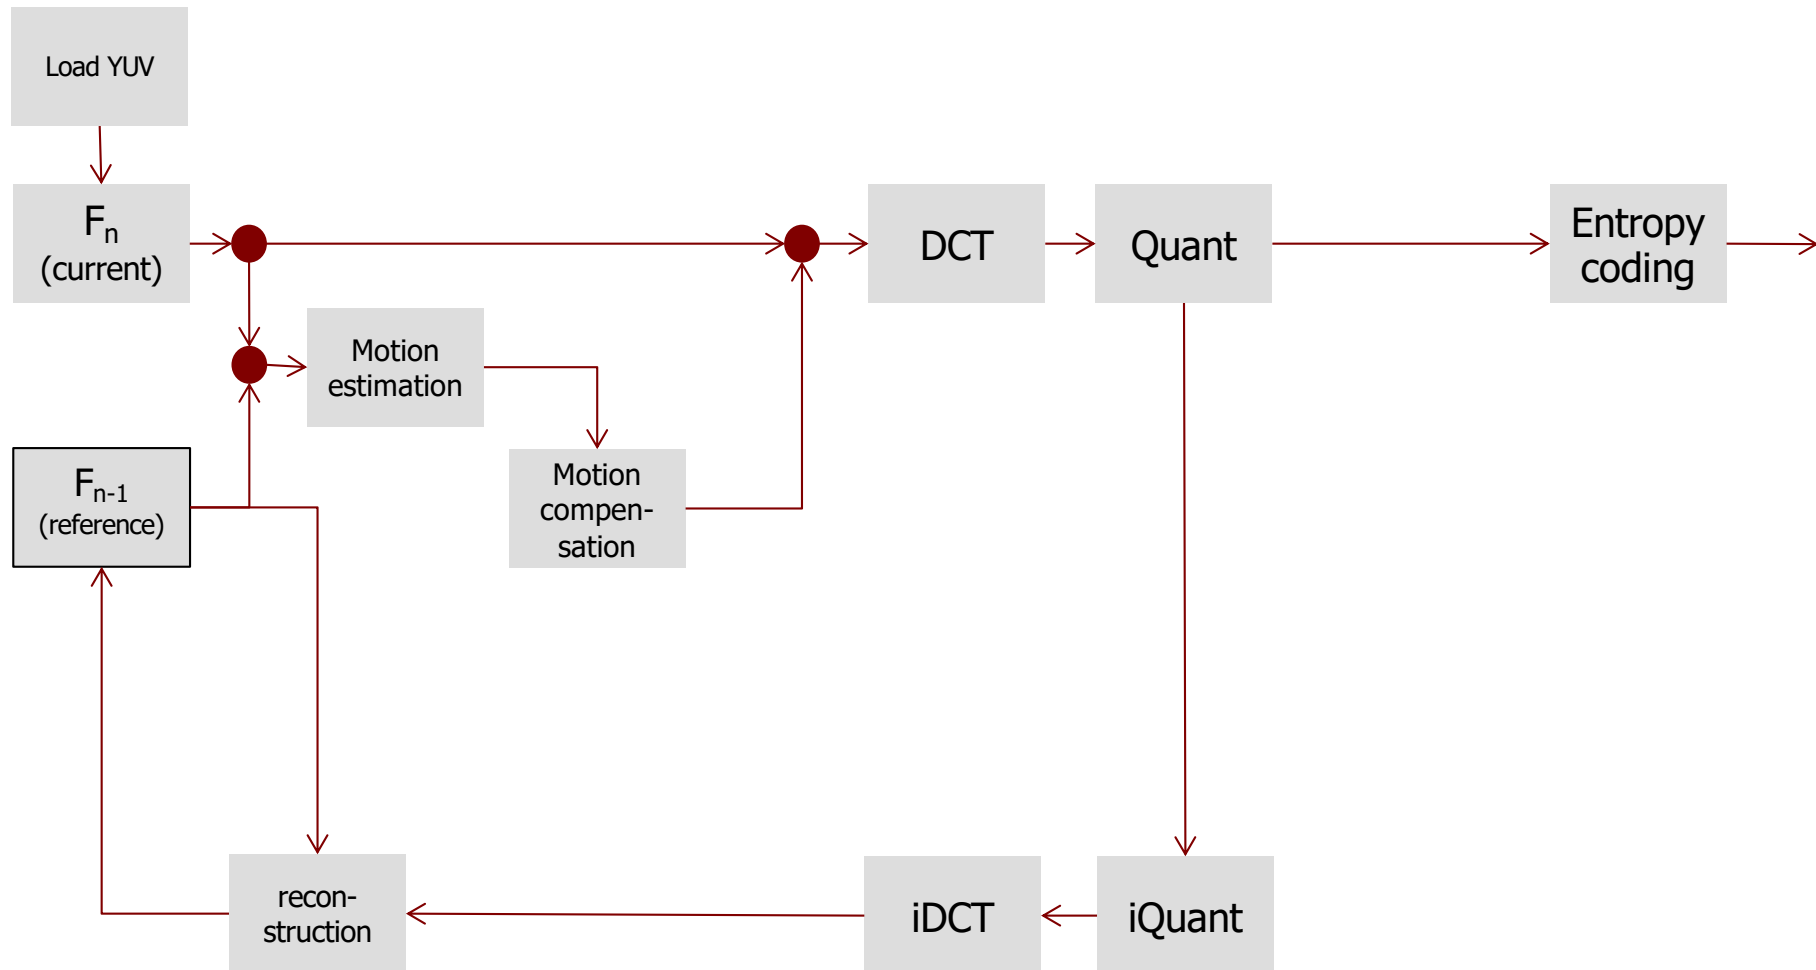 Load YUV
Fn
(current)
DCT
Quant
Entropy
coding
Motion
estimation
Fn-1
(reference)
Motion
compen-
sation
recon-
struction
iDCT
iQuant